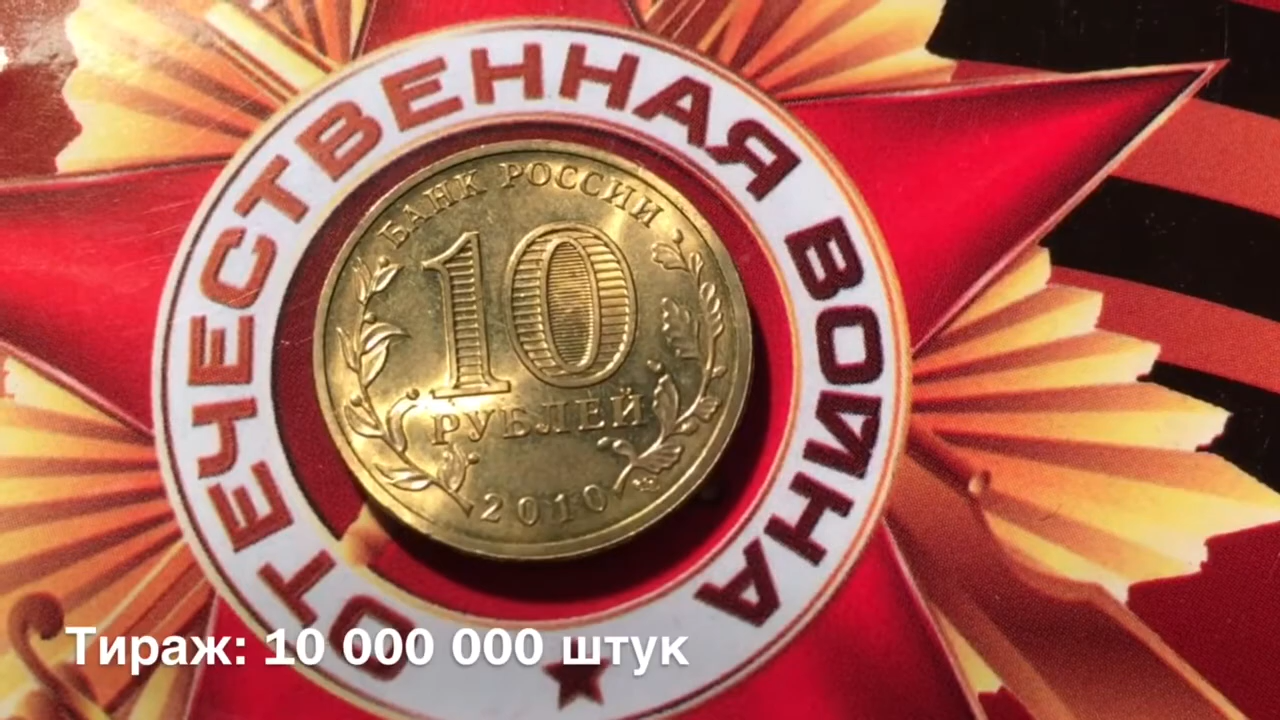 ОТЕЧЕСТВЕННАЯ ВОЙНА
БАНК РОССИИ
10
РУБЛЕЙ
2010
Тираж: 10 000 000 штук